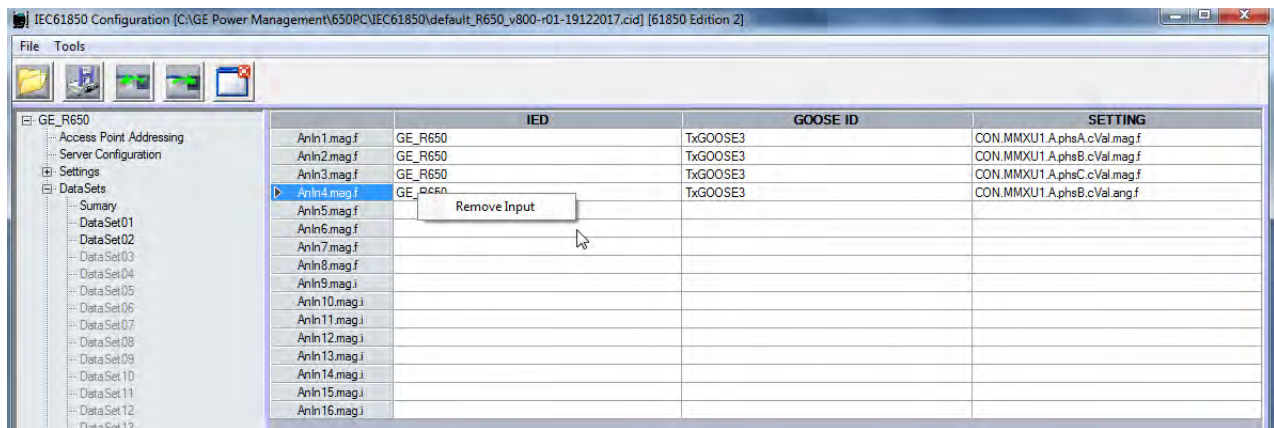 IEC61850 Configuration [C:\GE Power Management\650PC\IEC61850\default_R650_v800-r01-19122017.cid] [61850 Edition 2]
File Tools
GE_R650
Access Point Addressing
Server Configuration
Settings
DataSets
Sumary
DataSet01
DataSet02
DataSet03
DataSet04
DataSet05
DataSet06
DataSet07
DataSet08
DataSet09
DataSet10
DataSet11
DataSet12
DataSet13
IED GOOSE ID SETTING
AnIn1.mag.f GE_R650 TxGOOSE3 CON.MMXU1.A.phsA.cVal.mag.f
AnIn2.mag.f GE_R650 TxGOOSE3 CON.MMXU1.A.phsB.cVal.mag.f
AnIn3.mag.f GE_R650 TxGOOSE3 CON.MMXU1.A.phsC.cVal.mag.f
AnIn4.mag.f GE_R650 TxGOOSE3 CON.MMXU1.A.phsB.cVal.ang.f
Remove Input
AnIn5.mag.f
AnIn6.mag.f
AnIn7.mag.f
AnIn8.mag.f
AnIn9.mag.i
AnIn10.mag.i
AnIn11.mag.i
AnIn12.mag.i
AnIn13.mag.i
AnIn14.mag.i
AnIn15.mag.i
AnIn16.mag.i